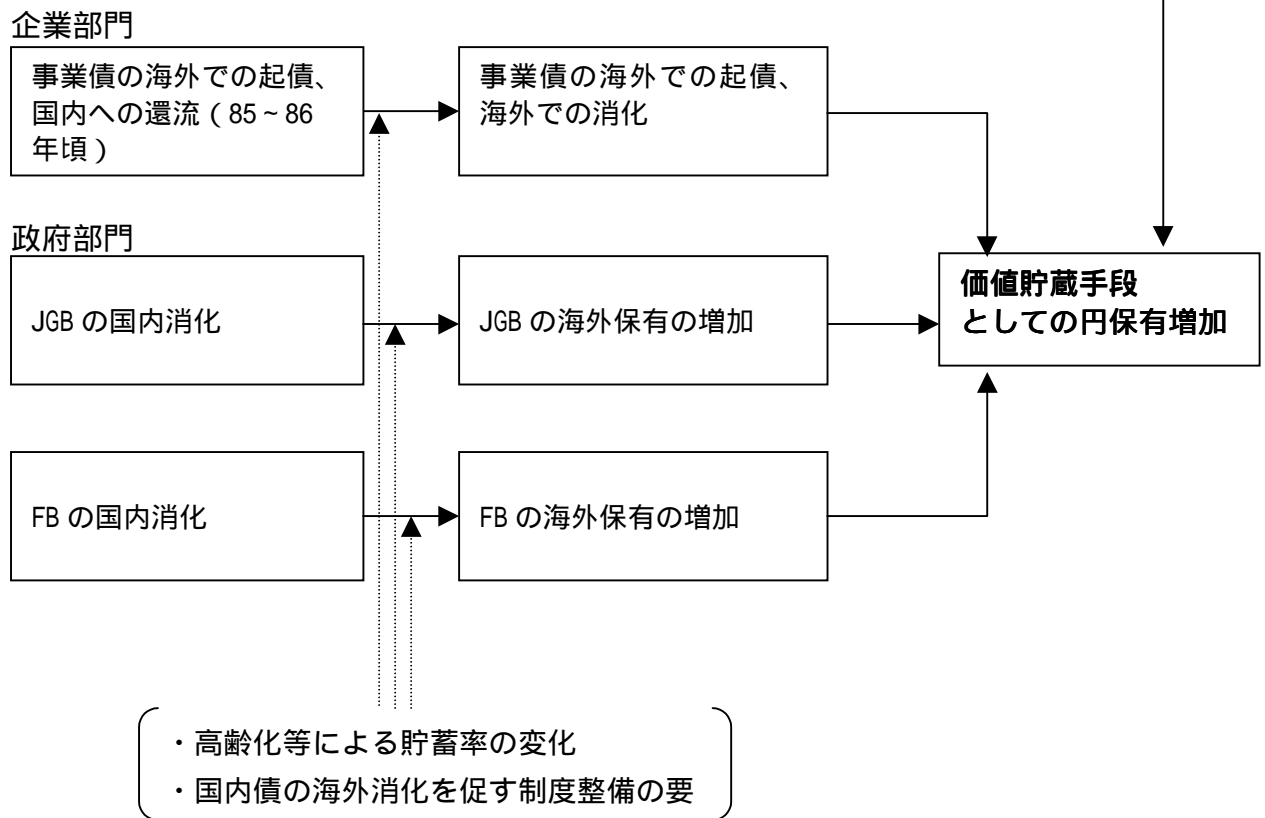 企業部門
事業債の海外での起債、
国内への還流（85～86
年頃）
事業債の海外での起債、
海外での消化
政府部門
JGB の国内消化
JGB の海外保有の増加
価値貯蔵手段
としての円保有増加
FB の国内消化
FB の海外保有の増加
・高齢化等による貯蓄率の変化
・国内債の海外消化を促す制度整備の要